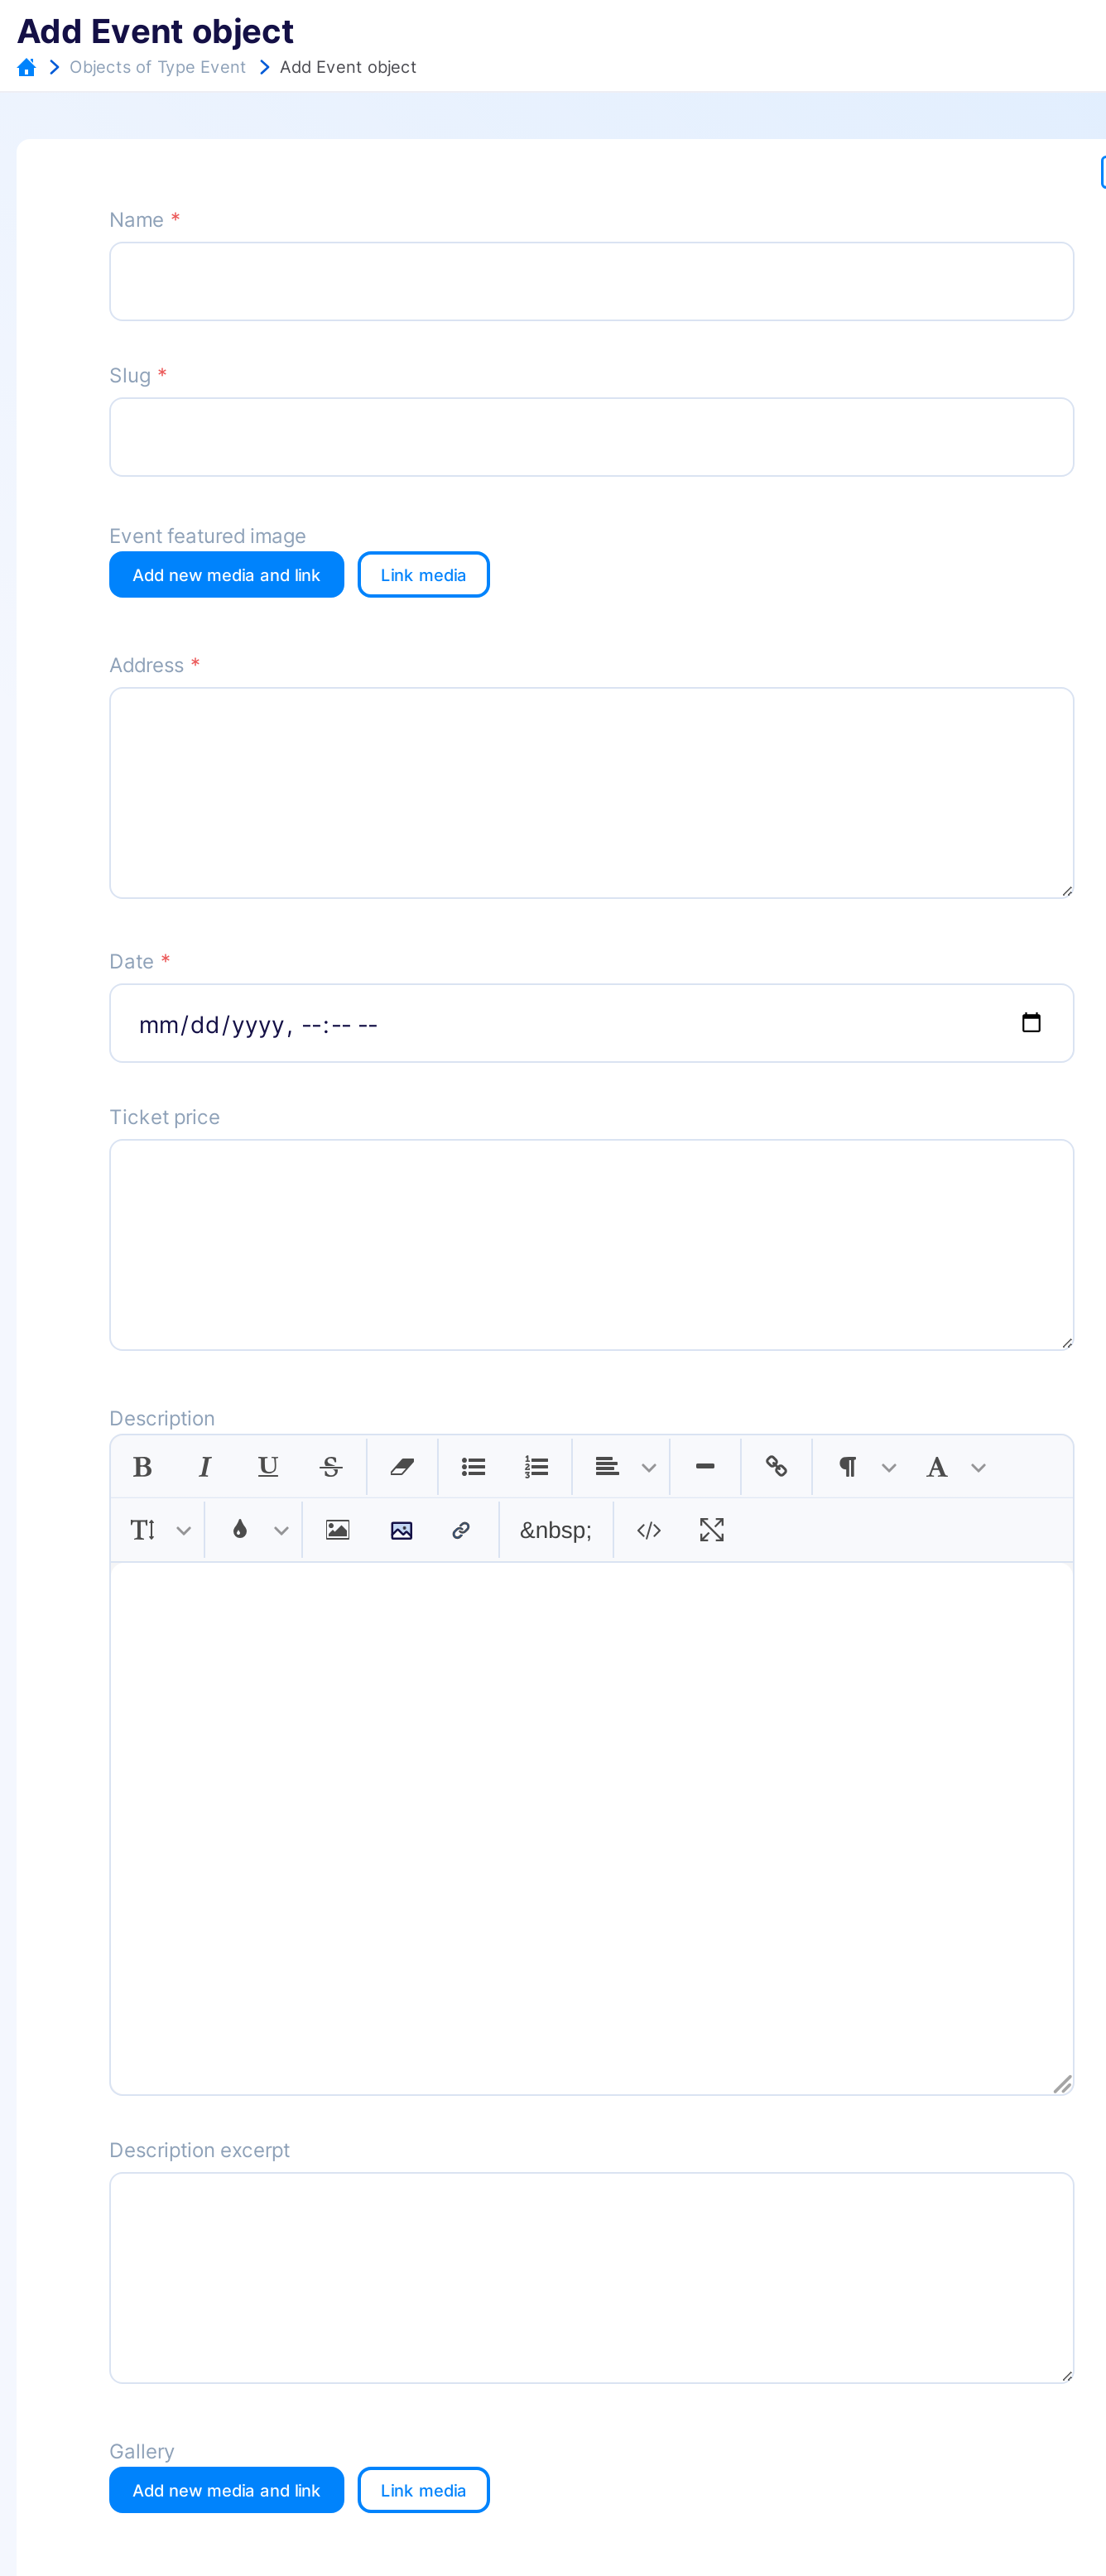 Add Event object
Objects of Type Event Add Event object
Name *
Slug *
Event featured image
Add new media and link Link media
Address *
Date *
mm/dd/yyyy, --:-- --
Ticket price
Description
&nbsp;
Description excerpt
Gallery
Add new media and link Link media